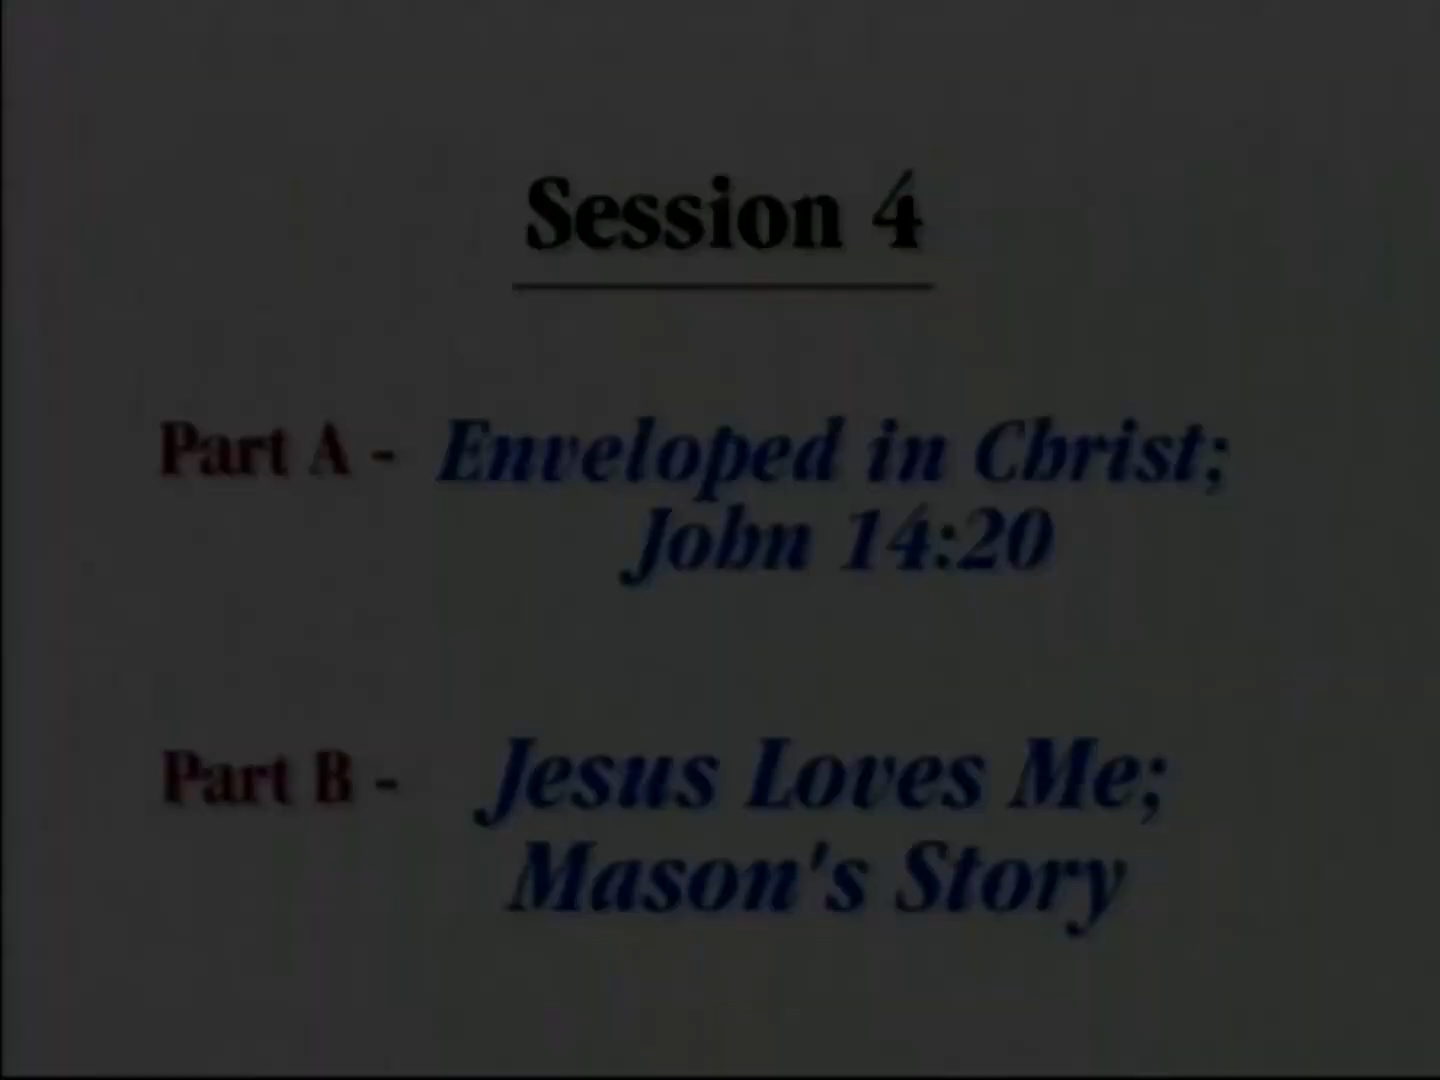 Session 4
Part A - Enveloped in Christ;
John 14:20
Part B - Jesus Loves Me;
Mason's Story